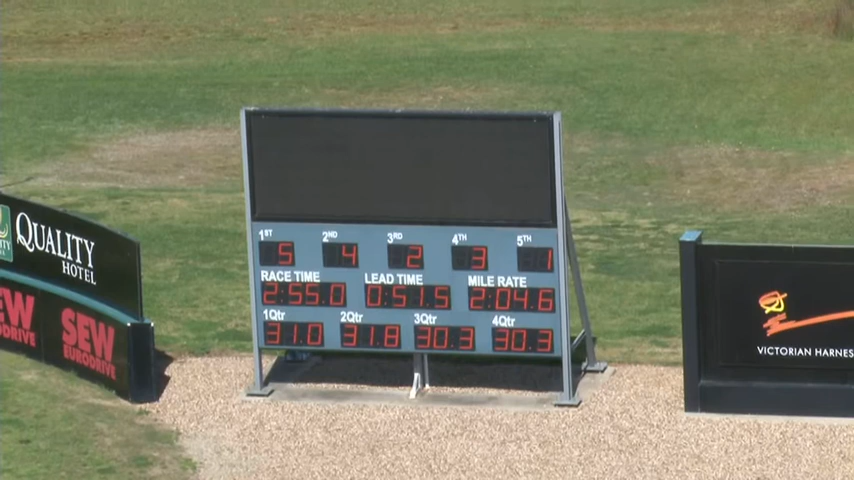 QUALITY
HOTEL
SEW
EURODRIVE
SEW
EURODRIVE
1ST 2ND 3RD 4TH 5TH
5 4 2 3 1
RACE TIME LEAD TIME MILE RATE
2:55.0 0:51.5 2:04.6
1Qtr 2Qtr 3Qtr 4Qtr
31.0 31.8 30.3 30.3
VICTORIAN HARNESS